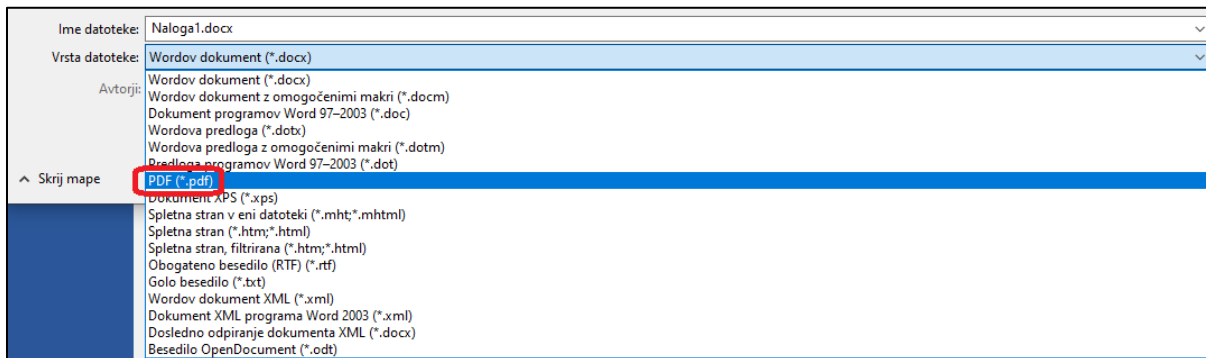 Ime datoteke: Naloga1.docx
Vrsta datoteke: Wordov dokument (*.docx)
Avtorji:
Wordov dokument (*.docx)
Wordov dokument z omogočenimi makri (*.docm)
Dokument programov Word 97–2003 (*.doc)
Wordova predloga (*.dotx)
Wordova predloga z omogočenimi makri (*.dotm)
Predloga programov Word 97–2003 (*.dot)
Skrij mape
PDF (*.pdf)
Dokument XPS (*.xps)
Spletna stran v eni datoteki (*.mht;*.mhtml)
Spletna stran (*.htm;*.html)
Spletna stran, filtrirana (*.htm;*.html)
Obogateno besedilo (RTF) (*.rtf)
Golo besedilo (*.txt)
Wordov dokument XML (*.xml)
Dokument XML programa Word 2003 (*.xml)
Dosledno odpiranje dokumenta XML (*.docx)
Besedilo OpenDocument (*.odt)